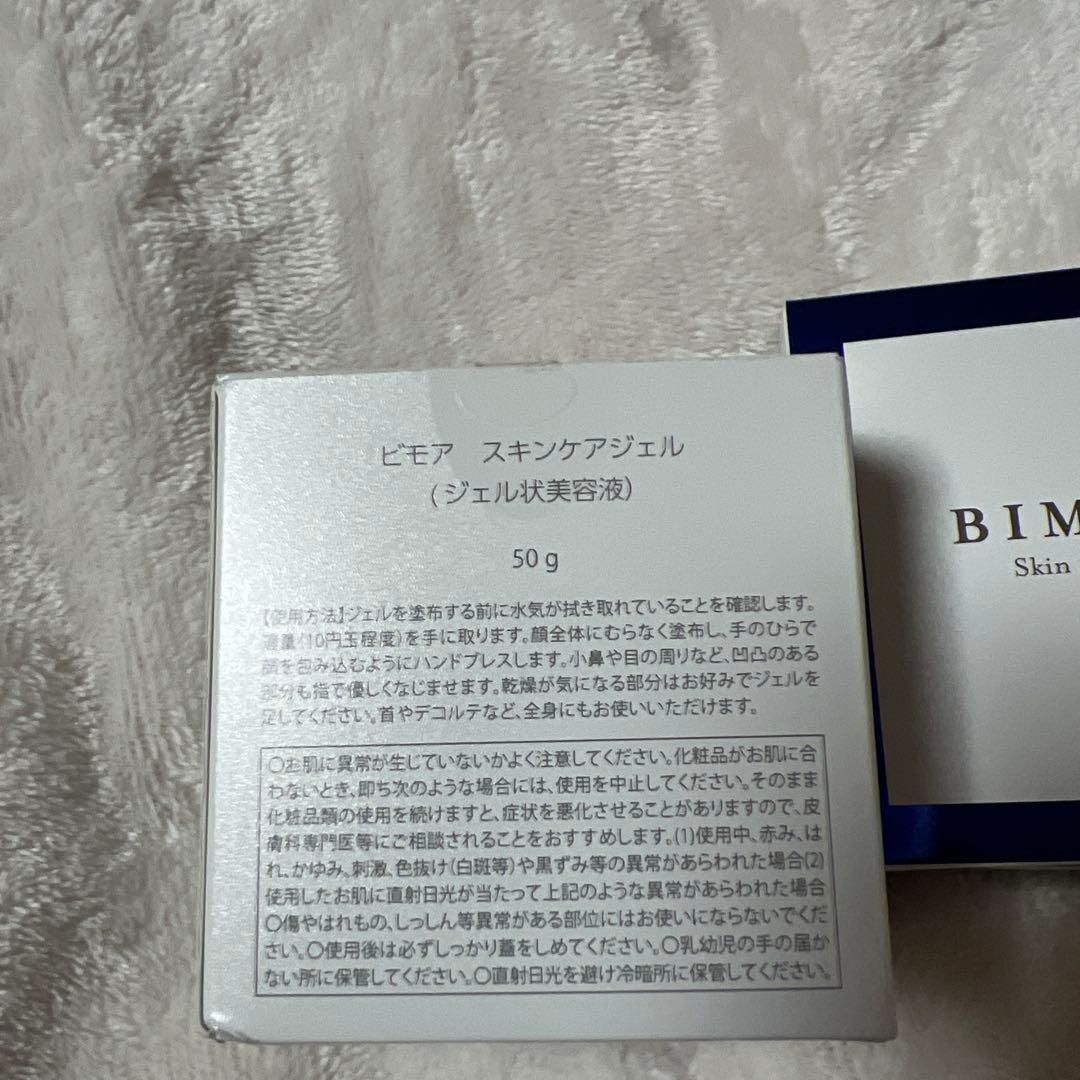 ビモア　スキンケアジェル
(ジェル状美容液)
50 g
【使用方法】ジェルを塗布する前に水気が拭き取れていることを確認します。
適量(10円玉程度)を手に取ります。顔全体にむらなく塗布し、手のひらで
顔を包み込むようにハンドプレスします。小鼻や目の周りなど、凹凸のある
部分も指で優しくなじませます。乾燥が気になる部分はお好みでジェルを
足してください。首やデコルテなど、全身にもお使いいただけます。
〇お肌に異常が生じていないかよく注意してください。化粧品がお肌に合
わないとき、即ち次のような場合には、使用を中止してください。そのまま
化粧品類の使用を続けますと、症状を悪化させることがありますので、皮
膚科専門医等にご相談されることをおすすめします。(1)使用中、赤み、は
れ、かゆみ、刺激、色抜け(白斑等)や黒ずみ等の異常があらわれた場合(2)
使用したお肌に直射日光が当たって上記のような異常があらわれた場合
〇傷やはれもの、しっしん等異常がある部位にはお使いにならないでくだ
さい。〇使用後は必ずしっかり蓋をしめてください。〇乳幼児の手の届か
ない所に保管してください。〇直射日光を避け冷暗所に保管してください。
BIM
Skin